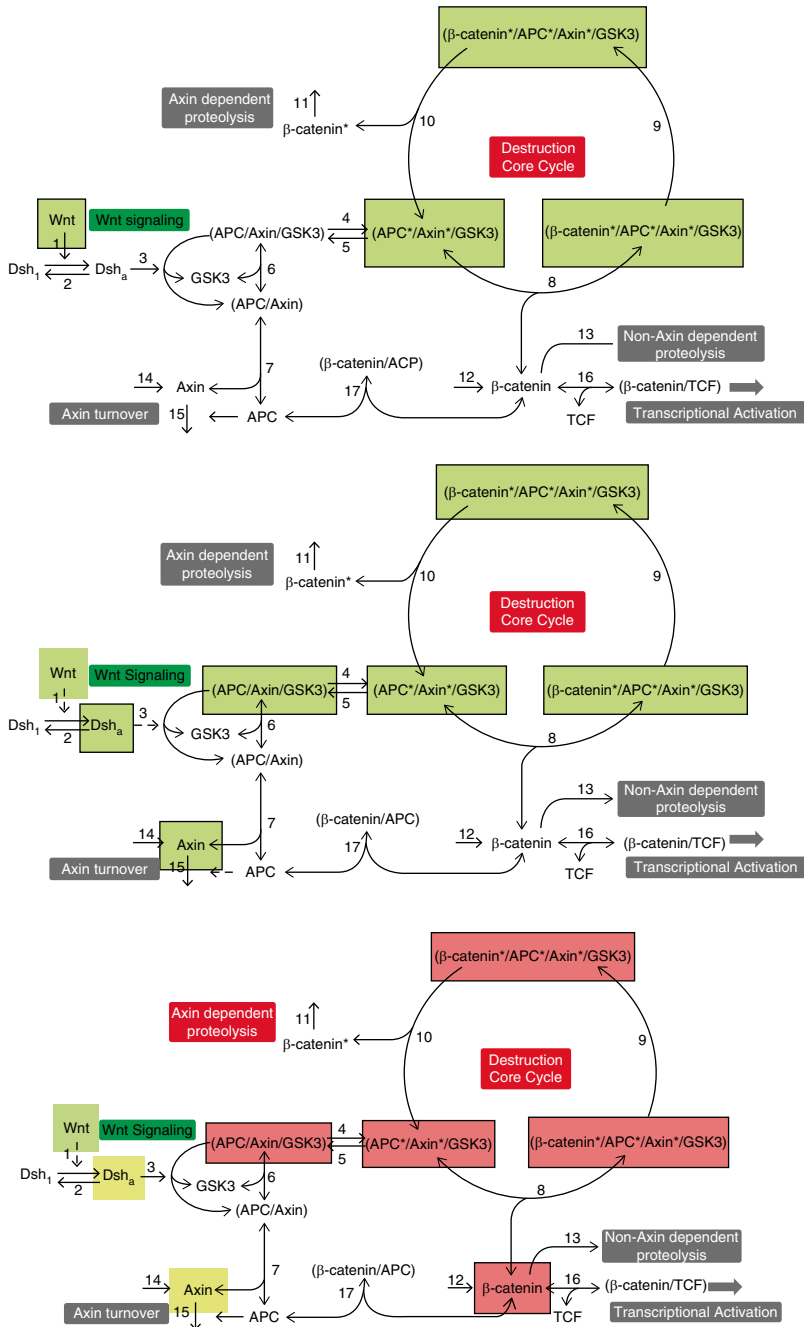 (β-catenin*/APC*/Axin*/GSK3)
Axin dependent
proteolysis
11
β-catenin*
10
9
Destruction
Core Cycle
Wnt
Wnt signaling
(APC/Axin/GSK3)
4
5
(APC*/Axin*/GSK3)
(β-catenin*/APC*/Axin*/GSK3)
1
Dsh1
2
Dsha
3
GSK3
6
8
(APC/Axin)
7
(β-catenin/ACP)
13
Non-Axin dependent
proteolysis
14
Axin
17
12
β-catenin
16
(β-catenin/TCF)
Axin turnover
15
APC
TCF
Transcriptional Activation
(β-catenin*/APC*/Axin*/GSK3)
Axin dependent
proteolysis
11
β-catenin*
10
9
Destruction
Core Cycle
Wnt
Wnt Signaling
(APC/Axin/GSK3)
4
5
(APC*/Axin*/GSK3)
(β-catenin*/APC*/Axin*/GSK3)
1
Dsh1
2
Dsha
3
GSK3
6
8
(APC/Axin)
7
(β-catenin/APC)
13
Non-Axin dependent
proteolysis
14
Axin
17
12
β-catenin
16
(β-catenin/TCF)
Axin turnover
15
APC
TCF
Transcriptional Activation
(β-catenin*/APC*/Axin*/GSK3)
Axin dependent
proteolysis
11
β-catenin*
10
9
Destruction
Core Cycle
Wnt
Wnt Signaling
(APC/Axin/GSK3)
4
5
(APC*/Axin*/GSK3)
(β-catenin*/APC*/Axin*/GSK3)
1
Dsh1
2
Dsha
3
GSK3
6
8
(APC/Axin)
7
(β-catenin/APC)
13
Non-Axin dependent
proteolysis
14
Axin
17
12
β-catenin
16
(β-catenin/TCF)
Axin turnover
15
APC
TCF
Transcriptional Activation